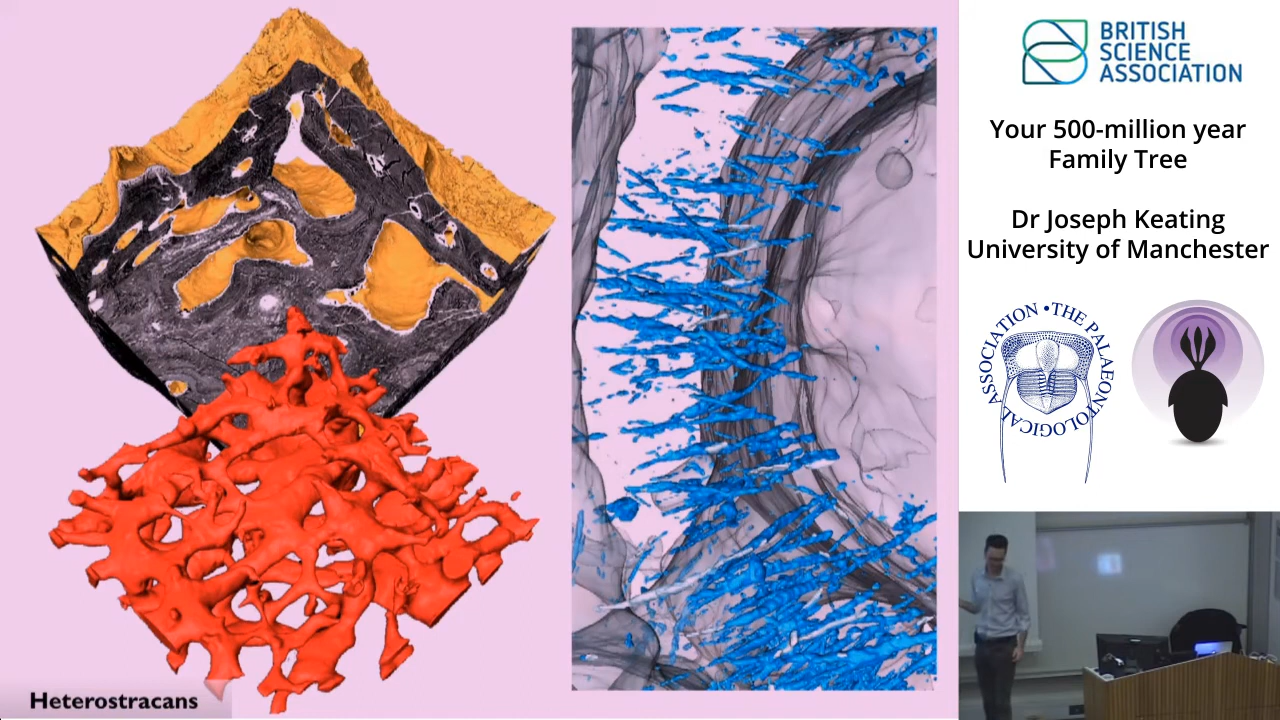 BRITISH
SCIENCE
ASSOCIATION
Your 500-million year
Family Tree
Dr Joseph Keating
University of Manchester
THE PALAEONTOLOGICAL ASSOCIATION •
Heterostracans